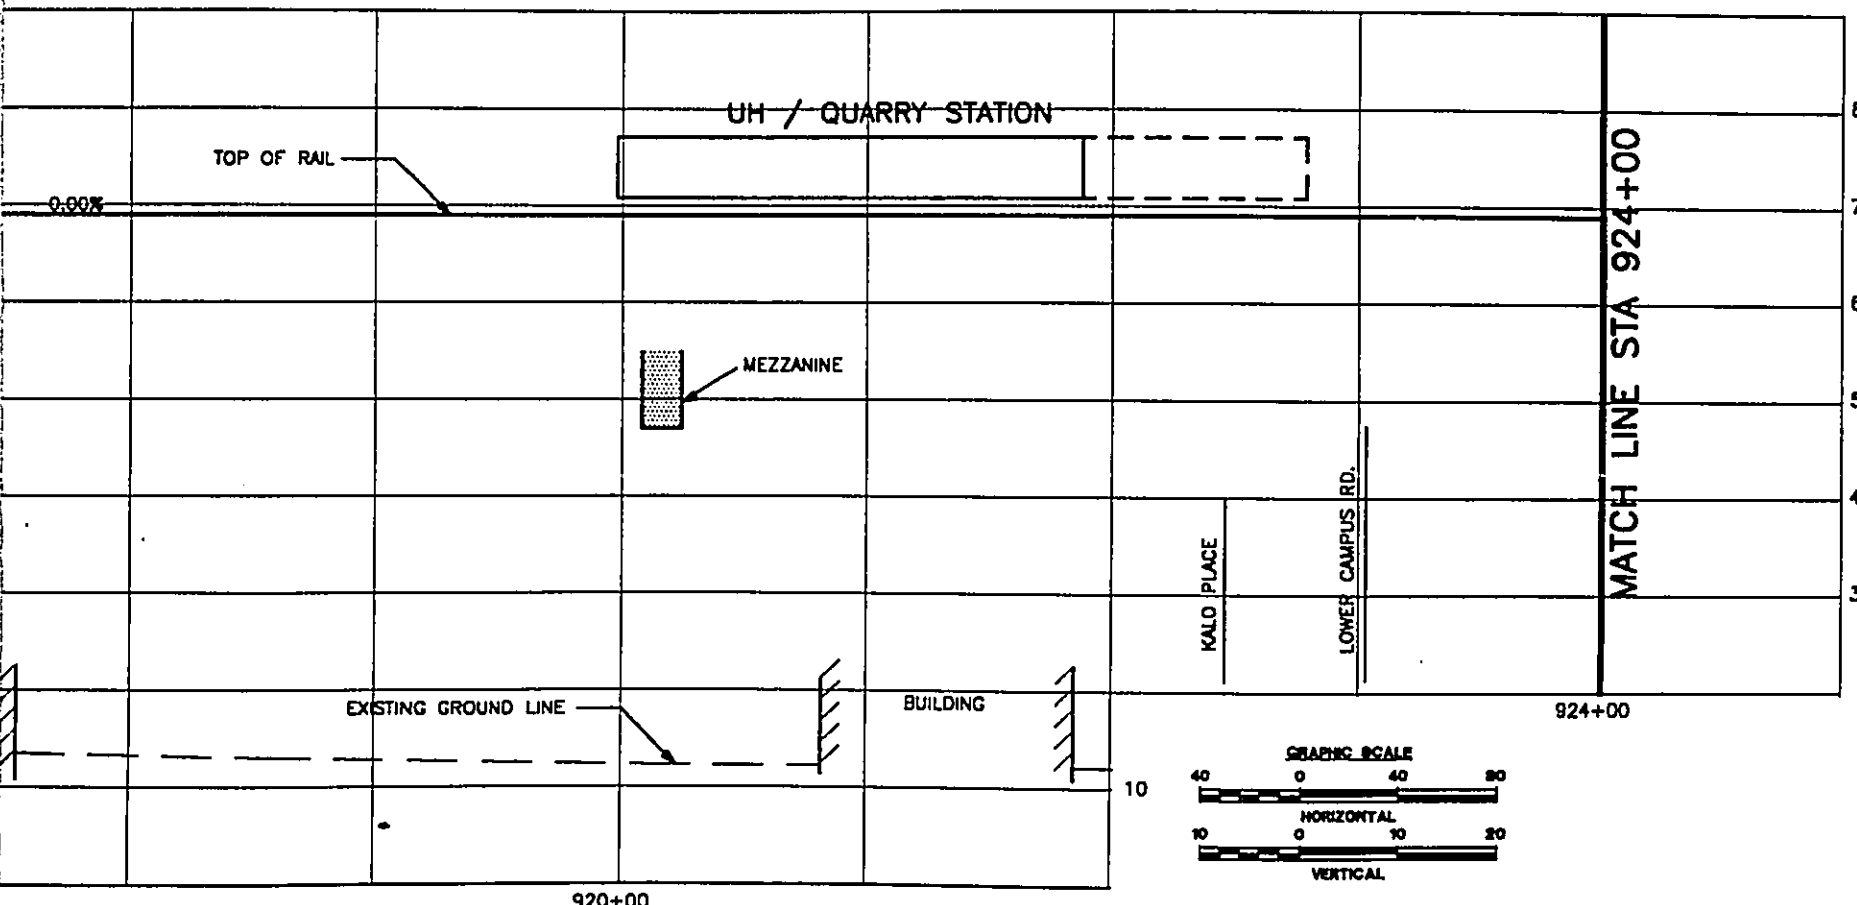 UH / QUARRY STATION
TOP OF RAIL
0.00%
MATCH LINE STA 924+00
MEZZANINE
KALO PLACE
LOWER CAMPUS RD.
EXISTING GROUND LINE
BUILDING
924+00
10
GRAPHIC SCALE
40 0 40 80
HORIZONTAL
10 0 10 20
VERTICAL
920+00